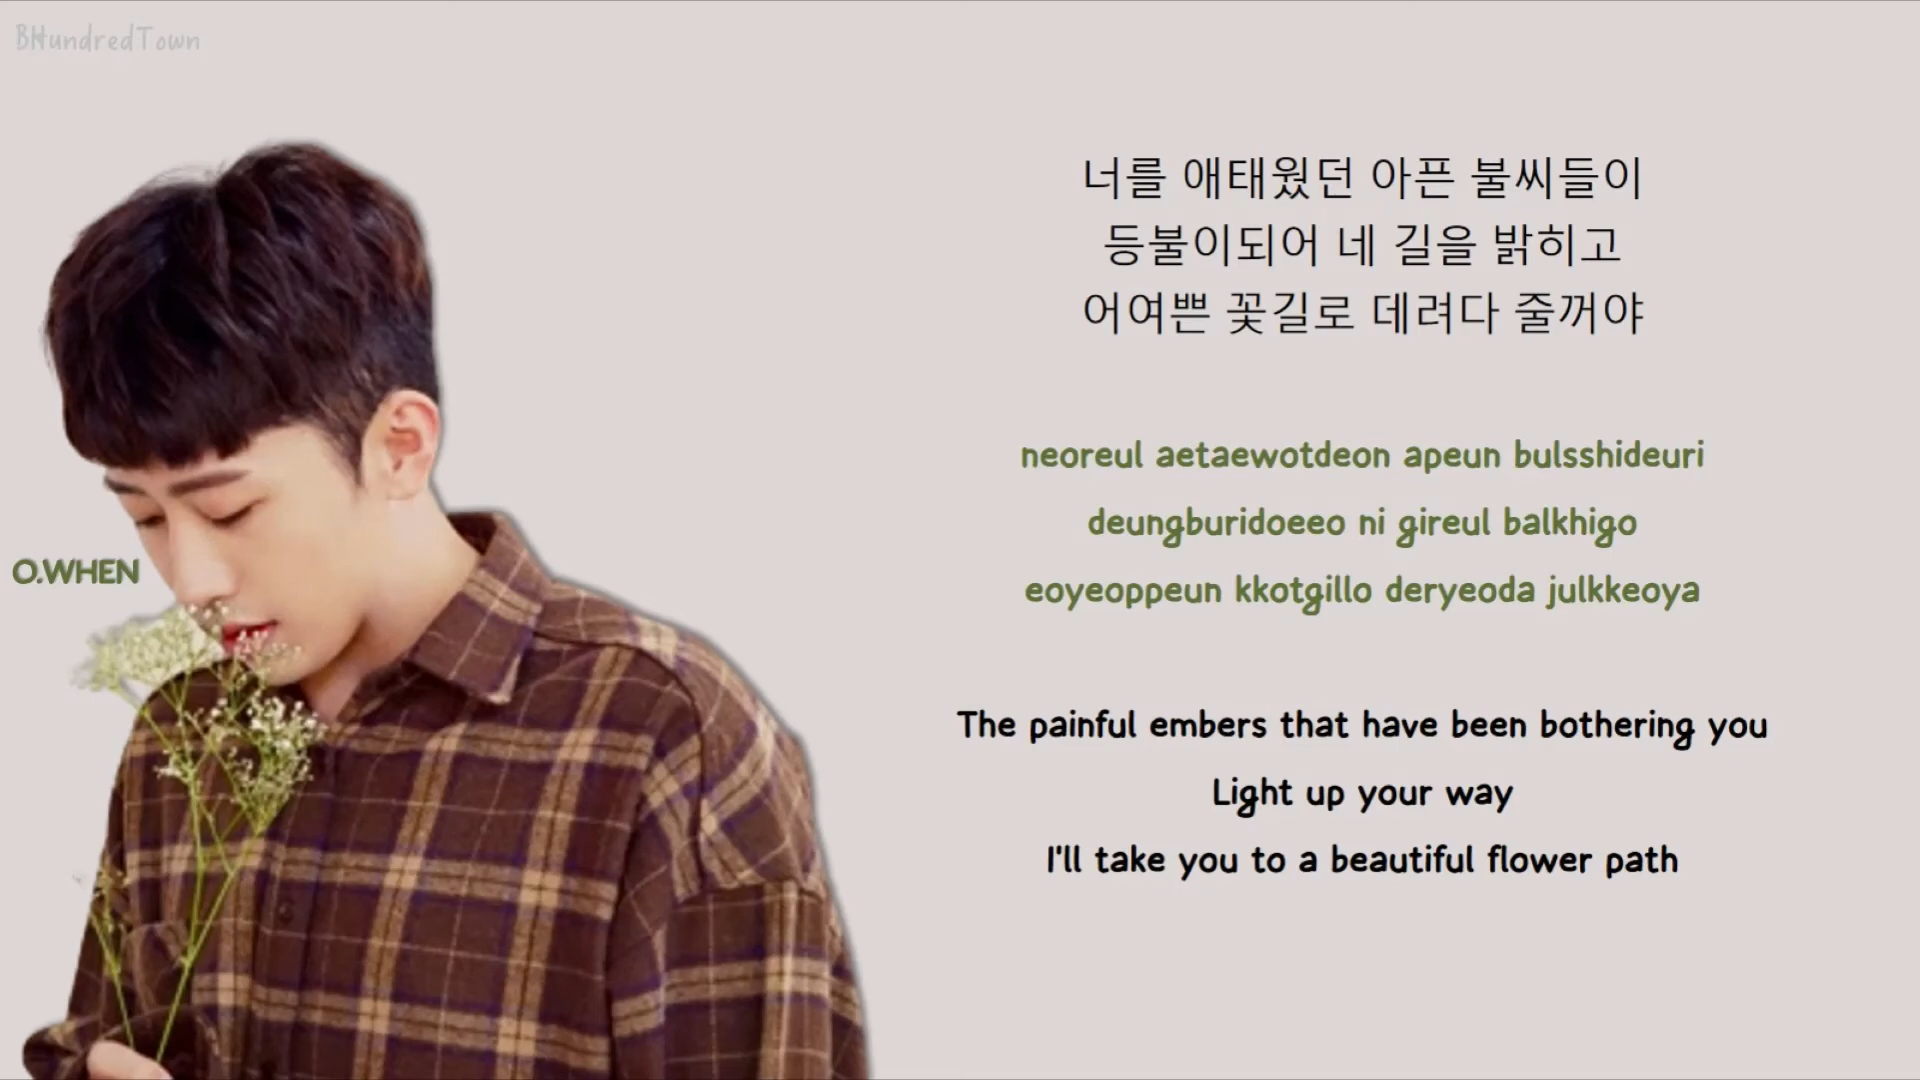 BHundredTown
너를 애태웠던 아픈 불씨들이
등불이되어 네 길을 밝히고
어여쁜 꽃길로 데려다 줄꺼야
neoreul aetaewotdeon apeun bulsshideuri
deungburidoeeo ni gireul balkhigo
eoyeoppeun kkotgillo deryeoda julkkeoya
O.WHEN
The painful embers that have been bothering you
Light up your way
I'll take you to a beautiful flower path